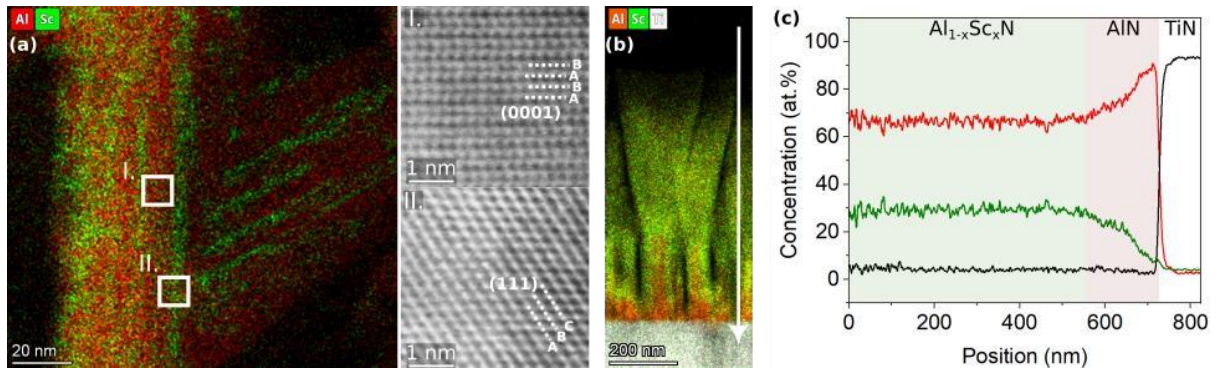 Al Sc
(a)
I.
II.
20 nm
I.
B
A
B
A
(0001)
1 nm
II.
(111)
C
B
A
1 nm
Al Sc Ti
(b)
200 nm
(c)
Al1-xScxN AlN TiN
100
80
60
40
20
0
Concentration (at.%)
0 200 400 600 800
Position (nm)